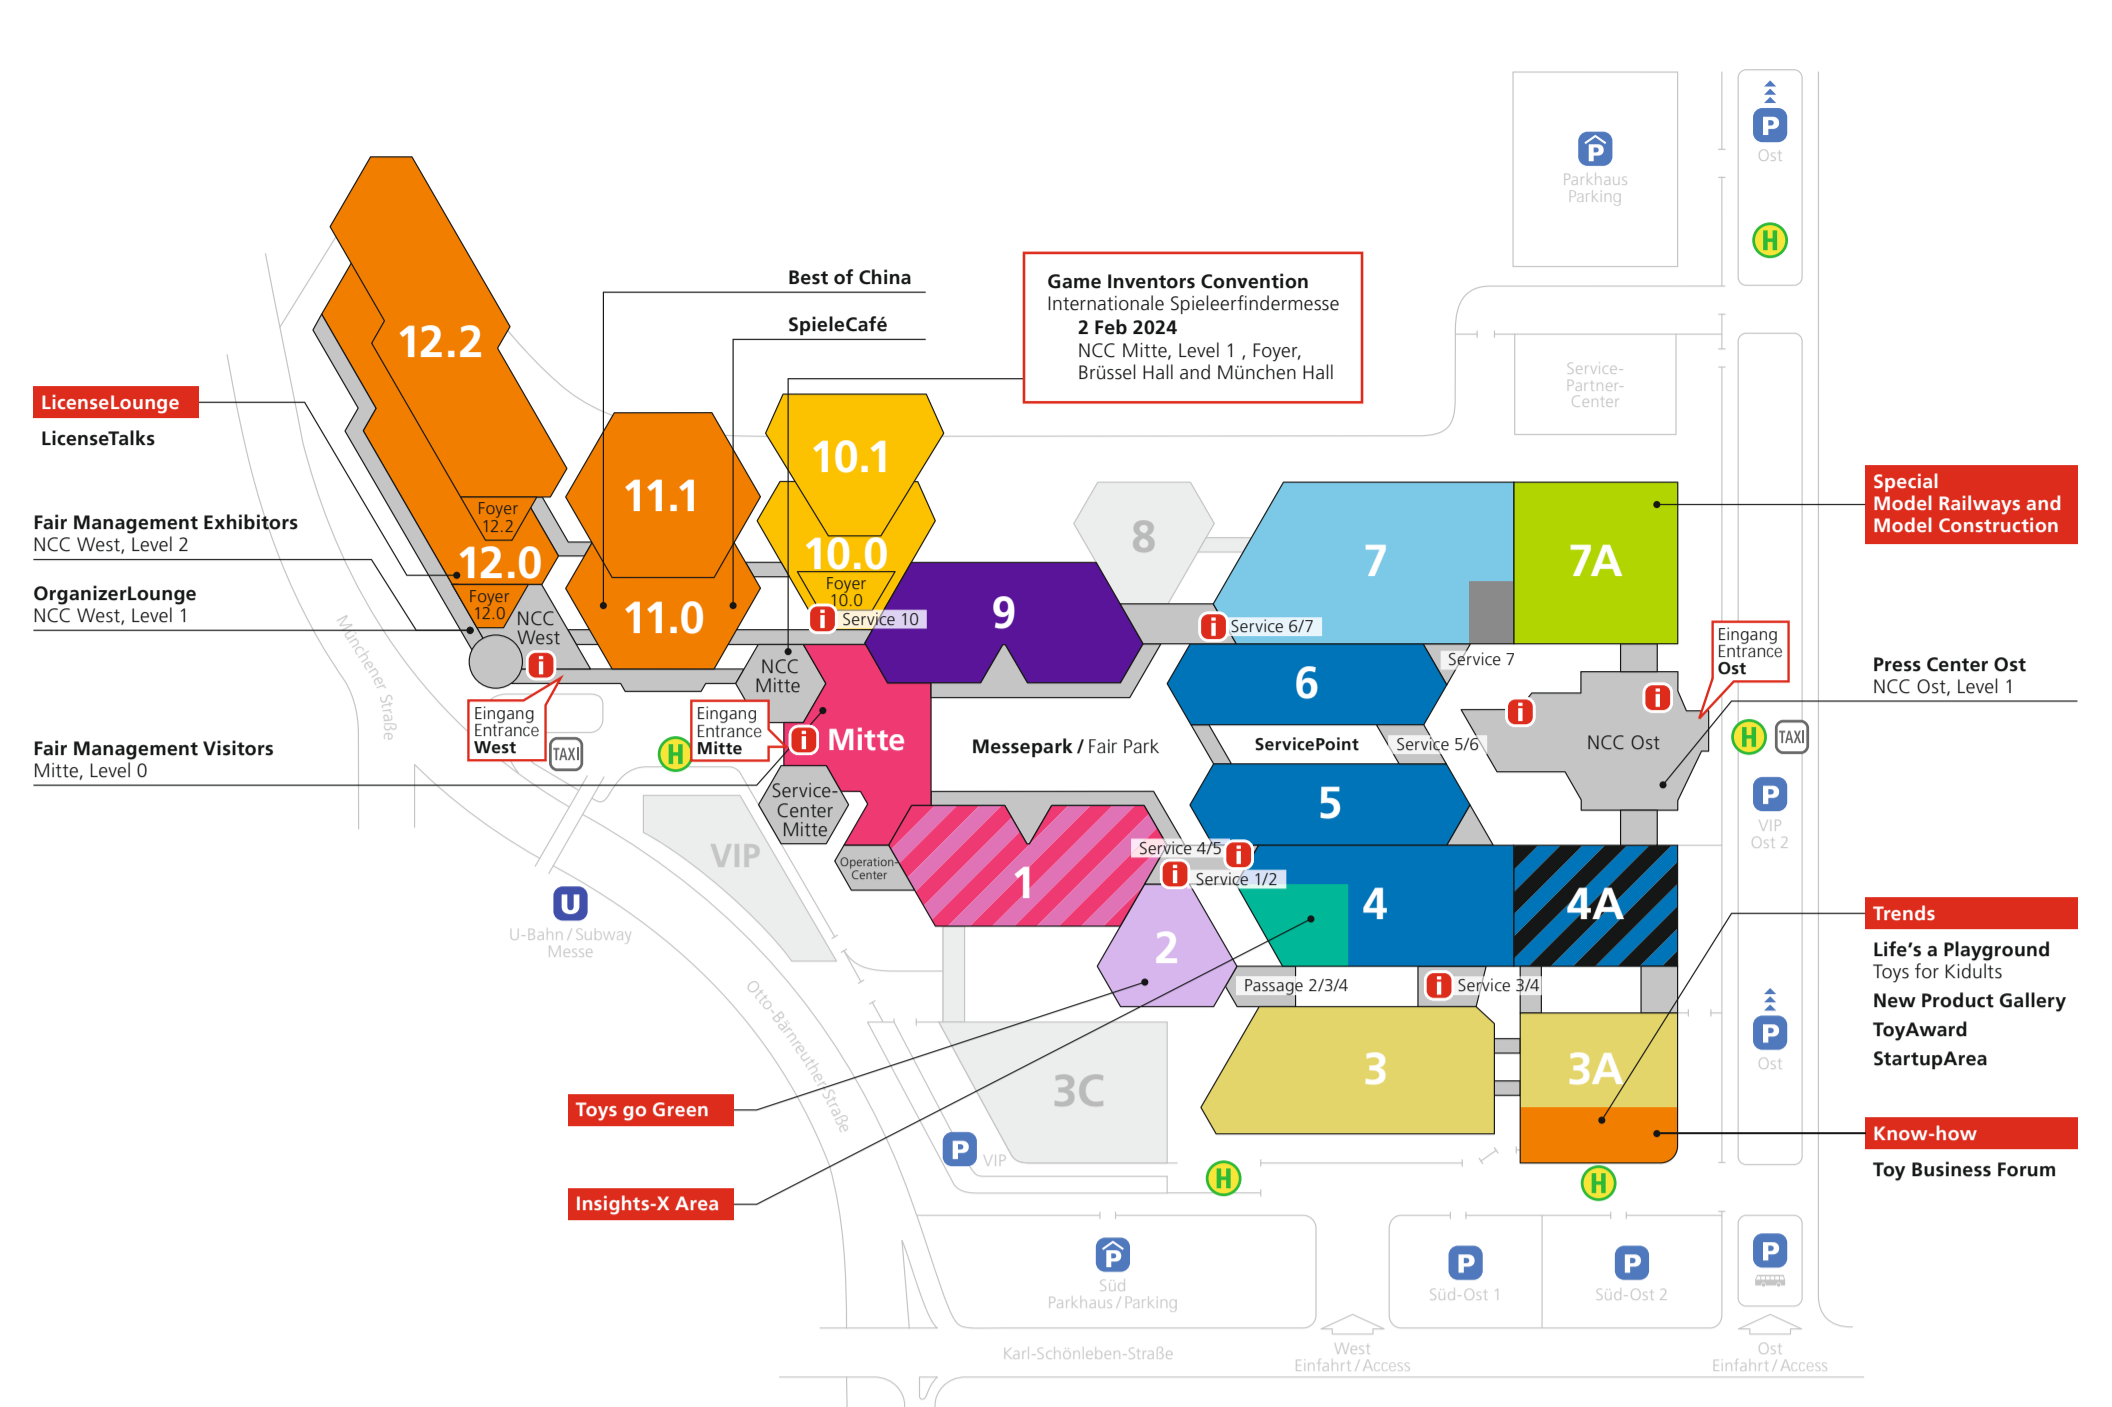 P
Ost
P
Parkhaus
Parking
H
Service-
Partner-
Center
Best of China
SpieleCafé
Game Inventors Convention
Internationale Spieleerfindermesse
2 Feb 2024
NCC Mitte, Level 1 , Foyer,
Brüssel Hall and München Hall
LicenseLounge
LicenseTalks
Fair Management Exhibitors
NCC West, Level 2
OrganizerLounge
NCC West, Level 1
Fair Management Visitors
Mitte, Level 0
12.2
Foyer
12.2
12.0
Foyer
12.0
NCC
West
i
11.1
11.0
10.1
10.0
Foyer
10.0
i
Service 10
9
8
7
7A
i
Service 6/7
Service 7
6
Special
Model Railways and
Model Construction
Eingang
Entrance
Ost
Press Center Ost
NCC Ost, Level 1
i
i
NCC Ost
H
TAXI
P
VIP
Ost 2
Münchener Straße
Eingang
Entrance
West
TAXI
H
Eingang
Entrance
Mitte
NCC
Mitte
i
Mitte
Messepark / Fair Park
ServicePoint
Service 5/6
5
Service-
Center
Mitte
Operation-
Center
VIP
U
U-Bahn / Subway
Messe
1
Service 4/5
i
i
Service 1/2
2
4
4A
Passage 2/3/4
i
Service 3/4
3
3A
3C
Otto-Bärnreuther-Straße
Trends
Life’s a Playground
Toys for Kidults
New Product Gallery
ToyAward
StartupArea
P
Ost
Know-how
Toy Business Forum
Toys go Green
Insights-X Area
P
VIP
H
H
P
Süd
Parkhaus / Parking
P
Süd-Ost 1
P
Süd-Ost 2
P
Karl-Schönleben-Straße
West
Einfahrt / Access
Ost
Einfahrt / Access